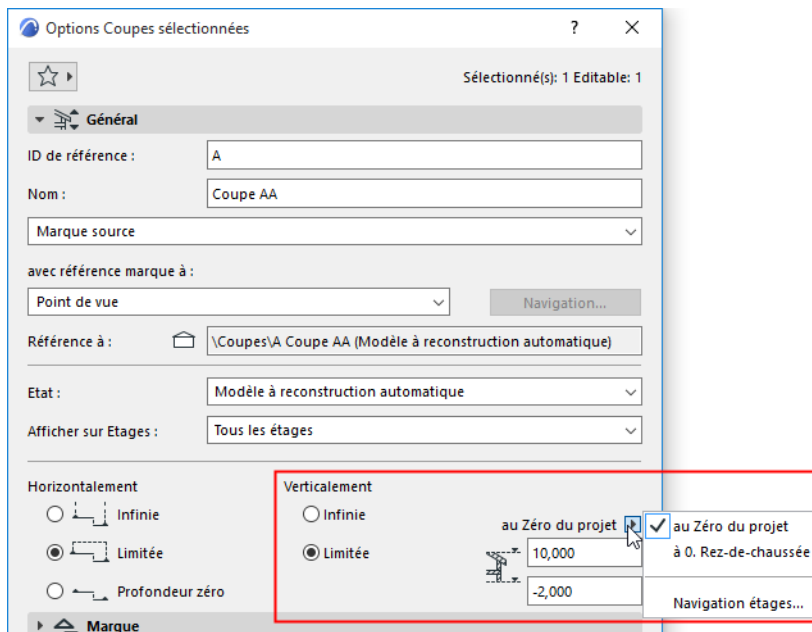 Options Coupes sélectionnées ? ×
Sélectionné(s): 1 Editable: 1
Général
ID de référence : A
Nom : Coupe AA
Marque source
avec référence marque à :
Point de vue Navigation...
Référence à : \Coupes\A Coupe AA (Modèle à reconstruction automatique)
Etat : Modèle à reconstruction automatique
Afficher sur Etages : Tous les étages
Horizontalement
Infinie
Limitée
Profondeur zéro
Verticalement
Infinie
Limitée
au Zéro du projet
10,000
-2,000
au Zéro du projet
à 0. Rez-de-chaussée
Navigation étages...
Marque